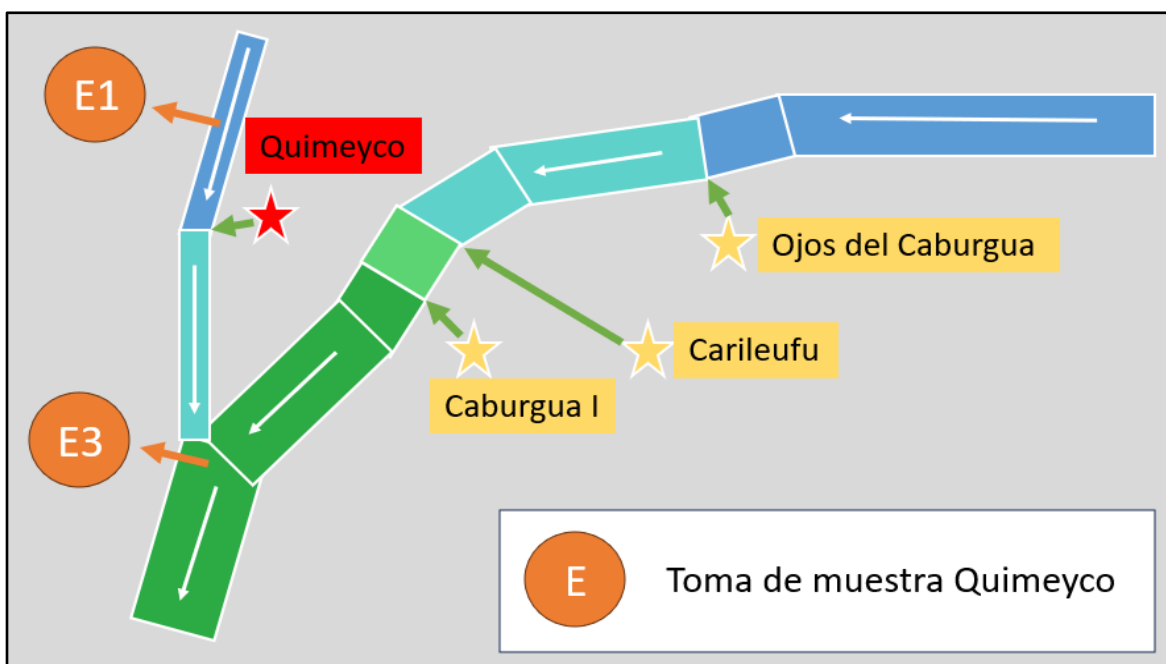 E1
Quimeyco
Ojos del Caburgua
Carileufu
Caburgua I
E3
E
Toma de muestra Quimeyco